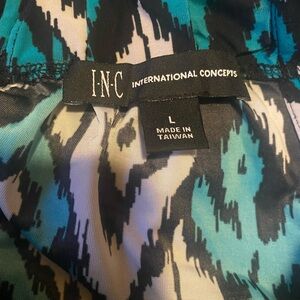 I·N·C INTERNATIONAL CONCEPTS
L
MADE IN
TAIWAN